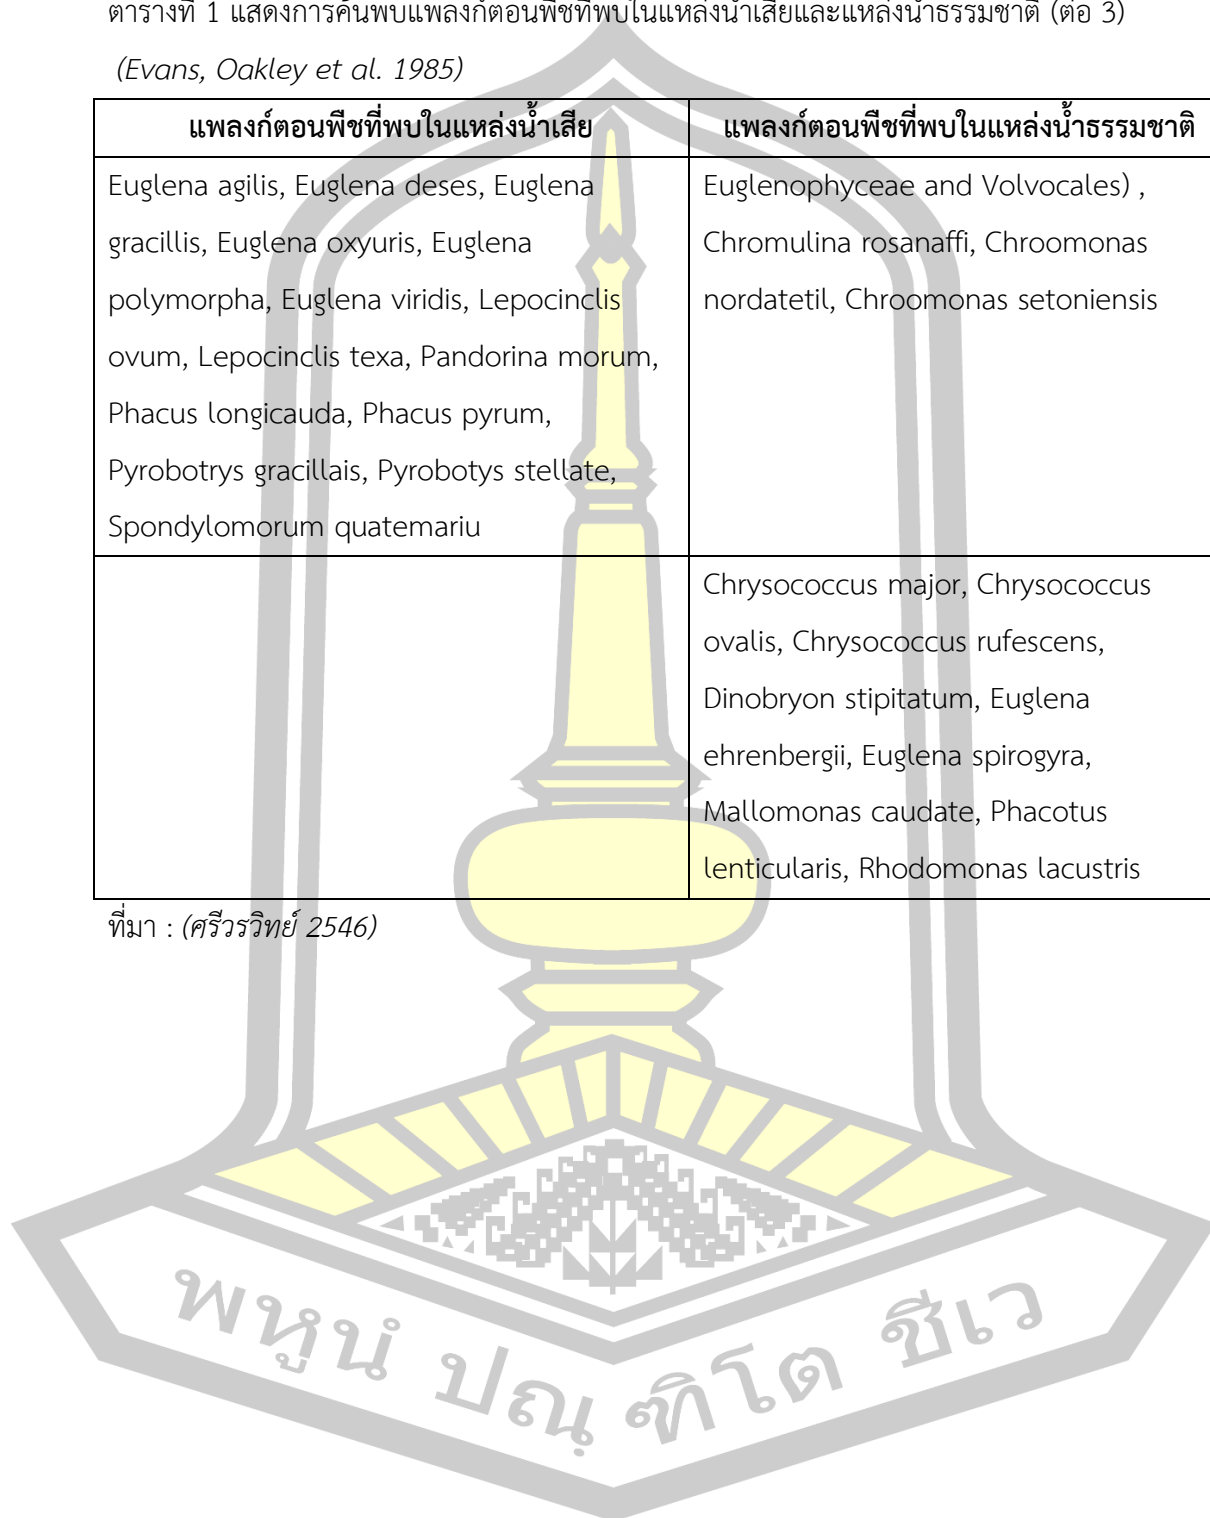 ตารางที่ 1 แสดงการค้นพบแพลงก์ตอนพืชที่พบในแหล่งน้ำเสียและแหล่งน้ำธรรมชาติ (ต่อ 3)
(Evans, Oakley et al. 1985)
แพลงก์ตอนพืชที่พบในแหล่งน้ำเสีย
Euglena agilis, Euglena deses, Euglena
gracillis, Euglena oxyuris, Euglena
polymorpha, Euglena viridis, Lepocinclis
ovum, Lepocinclis texa, Pandorina morum,
Phacus longicauda, Phacus pyrum,
Pyrobotrys gracillais, Pyrobotys stellate,
Spondylomorum quatemariu
แพลงก์ตอนพืชที่พบในแหล่งน้ำธรรมชาติ
Euglenophyceae and Volvocales) ,
Chromulina rosanaffi, Chroomonas
nordatetil, Chroomonas setoniensis
Chrysococcus major, Chrysococcus
ovalis, Chrysococcus rufescens,
Dinobryon stipitatum, Euglena
ehrenbergii, Euglena spirogyra,
Mallomonas caudate, Phacotus
lenticularis, Rhodomonas lacustris
ที่มา : (ศรีวรวิทย์ 2546)
พหูนํ ปณฺฑิโต ชีเว